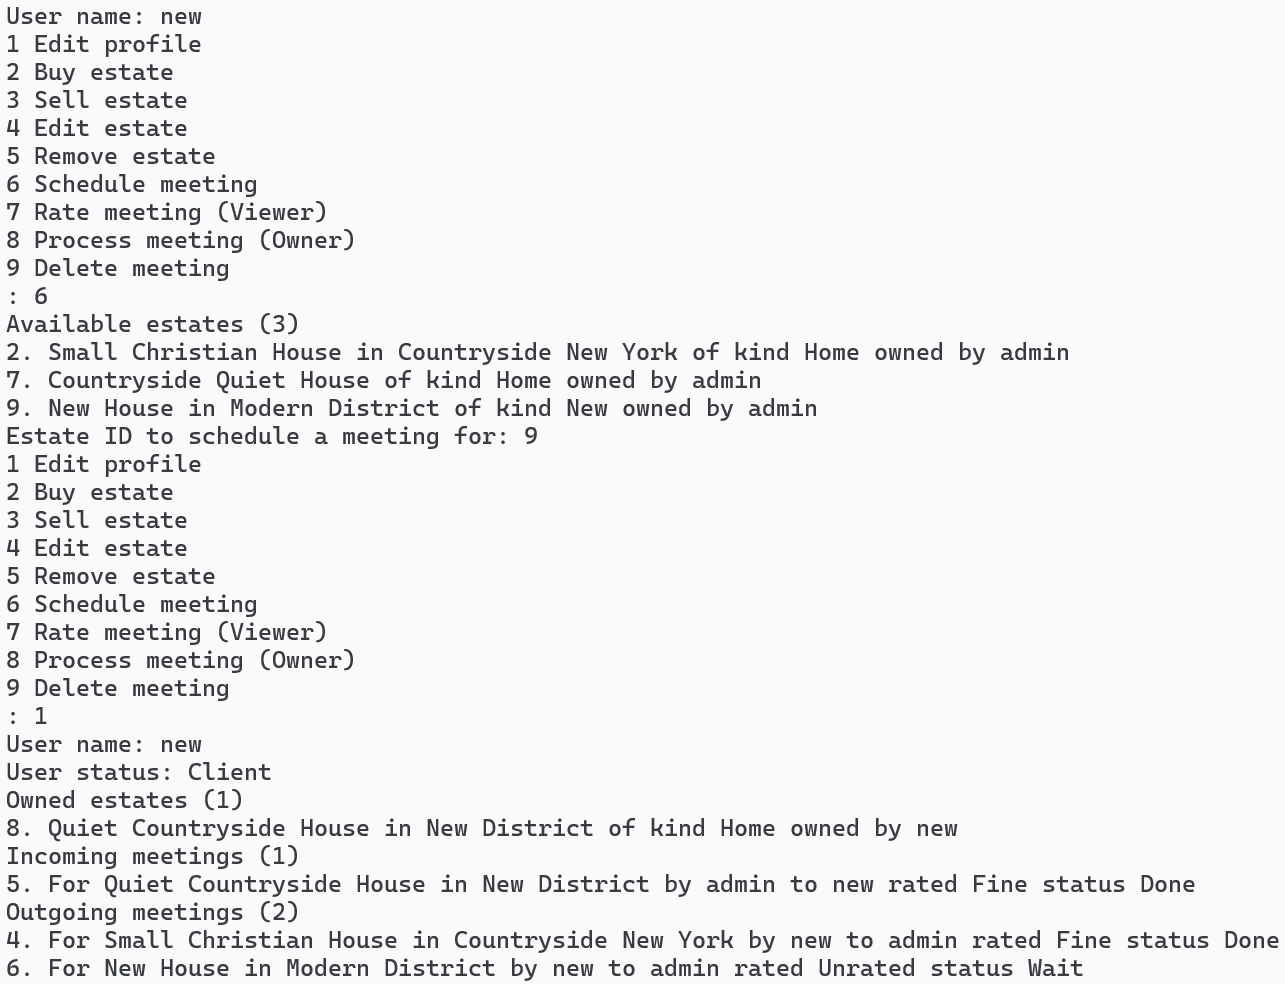 User name: new
1 Edit profile
2 Buy estate
3 Sell estate
4 Edit estate
5 Remove estate
6 Schedule meeting
7 Rate meeting (Viewer)
8 Process meeting (Owner)
9 Delete meeting
: 6
Available estates (3)
2. Small Christian House in Countryside New York of kind Home owned by admin
7. Countryside Quiet House of kind Home owned by admin
9. New House in Modern District of kind New owned by admin
Estate ID to schedule a meeting for: 9
1 Edit profile
2 Buy estate
3 Sell estate
4 Edit estate
5 Remove estate
6 Schedule meeting
7 Rate meeting (Viewer)
8 Process meeting (Owner)
9 Delete meeting
: 1
User name: new
User status: Client
Owned estates (1)
8. Quiet Countryside House in New District of kind Home owned by new
Incoming meetings (1)
5. For Quiet Countryside House in New District by admin to new rated Fine status Done
Outgoing meetings (2)
4. For Small Christian House in Countryside New York by new to admin rated Fine status Done
6. For New House in Modern District by new to admin rated Unrated status Wait